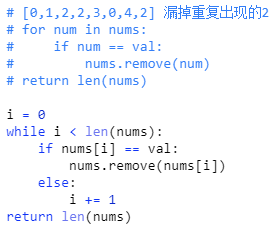 # [0,1,2,2,3,0,4,2] 漏掉重复出现的2
# for num in nums:
#     if num == val:
#         nums.remove(num)
# return len(nums)
i = 0
while i < len(nums):
    if nums[i] == val:
        nums.remove(nums[i])
    else:
        i += 1
return len(nums)